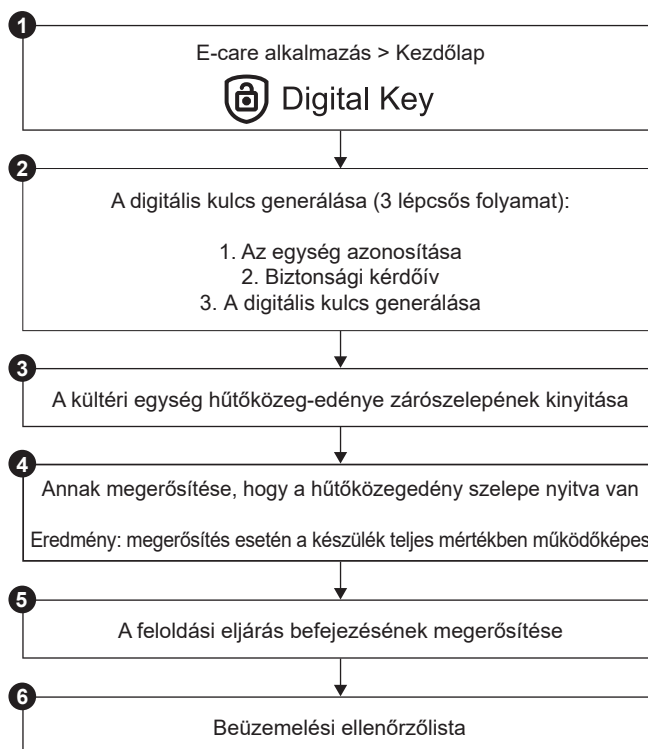 1
E-care alkalmazás > Kezdőlap
Digital Key
2
A digitális kulcs generálása (3 lépcsős folyamat):
1. Az egység azonosítása
2. Biztonsági kérdőív
3. A digitális kulcs generálása
3
A kültéri egység hűtőközeg-edénye zárószelepének kinyitása
4
Annak megerősítése, hogy a hűtőközegedény szelepe nyitva van
Eredmény: megerősítés esetén a készülék teljes mértékben működőképes
5
A feloldási eljárás befejezésének megerősítése
6
Beüzemelési ellenőrzőlista